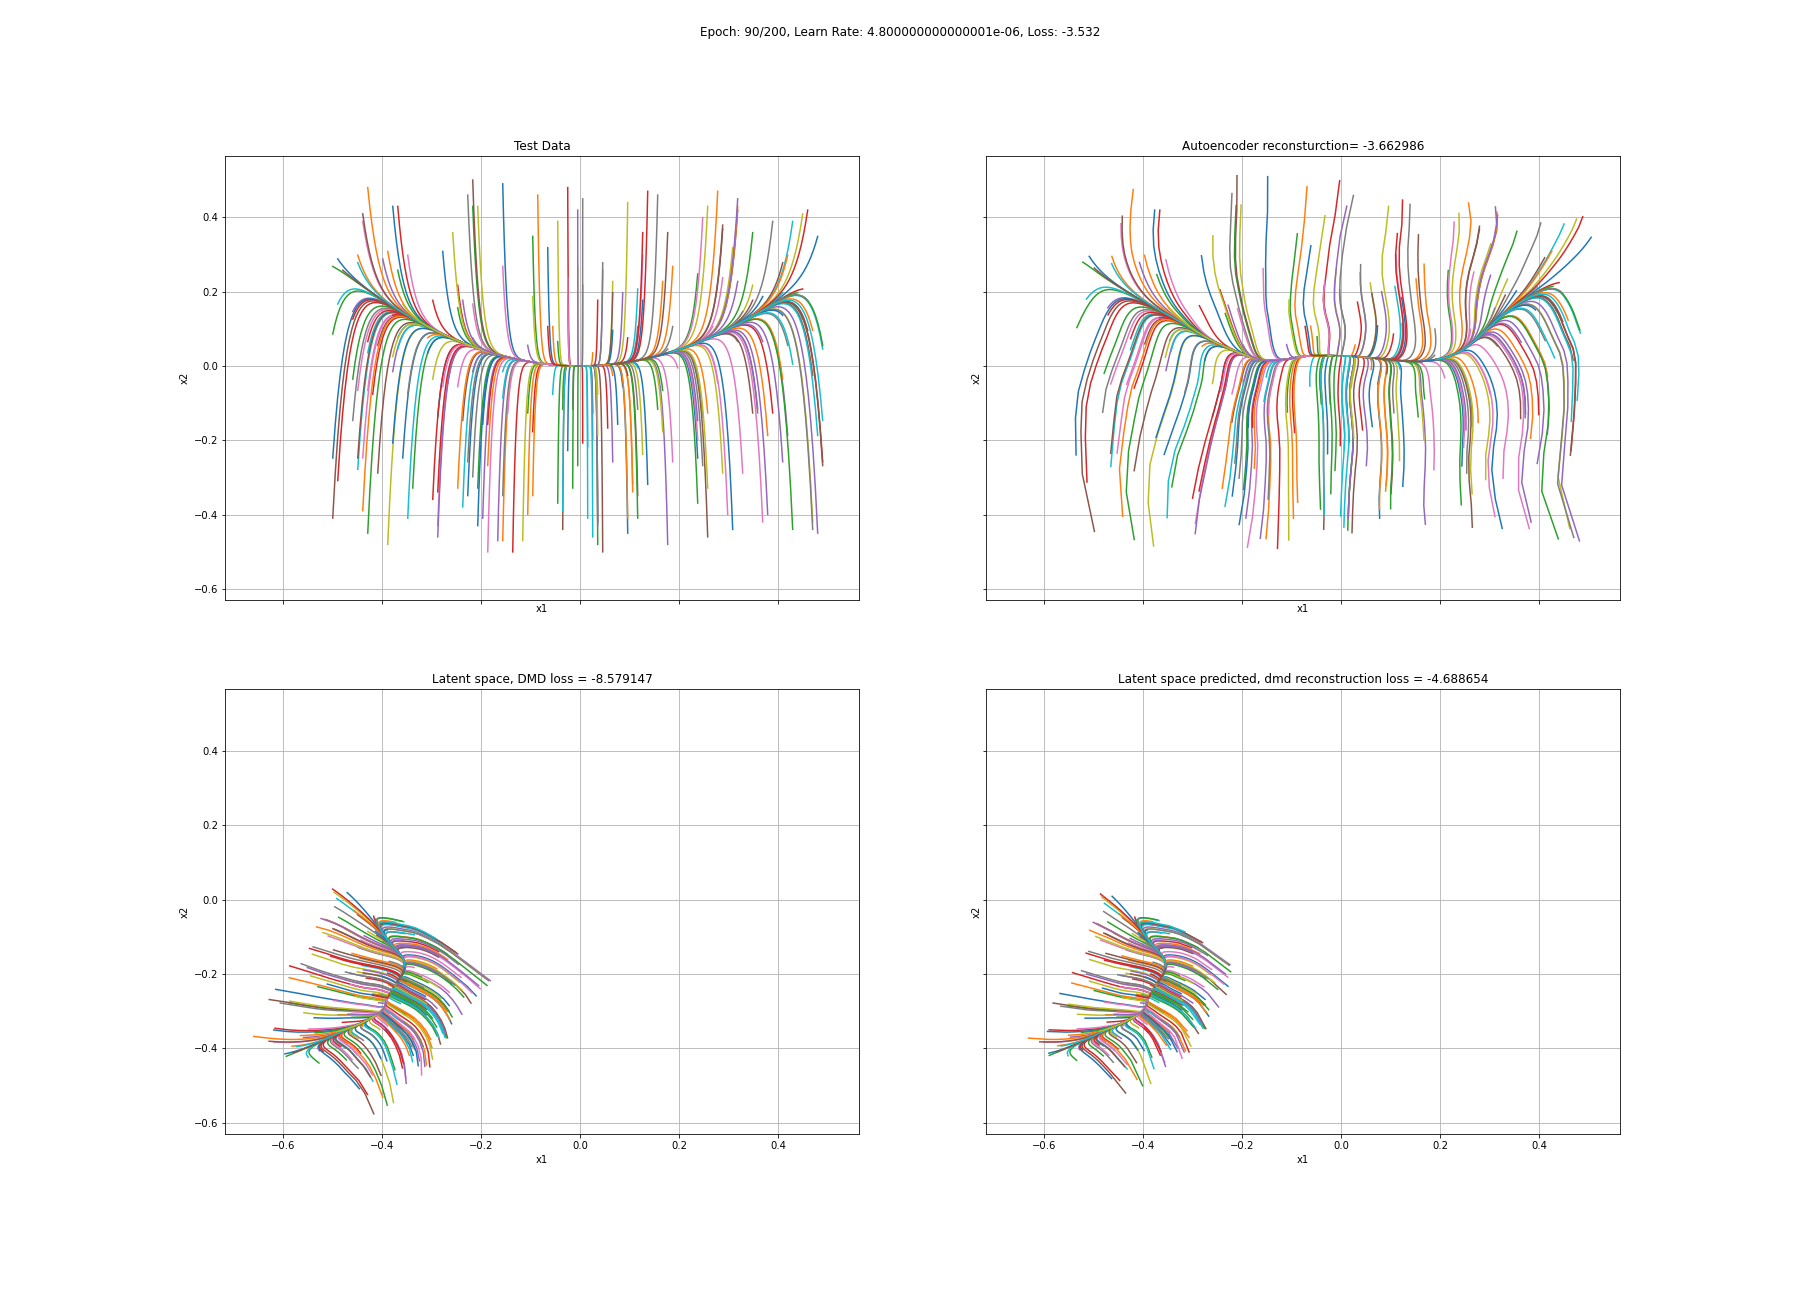 Epoch: 90/200, Learn Rate: 4.800000000000001e-06, Loss: -3.532
Test Data
0.4
0.2
0.0
−0.2
−0.4
−0.6
x2
x1
Autoencoder reconsturction= -3.662986
x2
x1
Latent space, DMD loss = -8.579147
0.4
0.2
0.0
−0.2
−0.4
−0.6
x2
−0.6 −0.4 −0.2 0.0 0.2 0.4
x1
Latent space predicted, dmd reconstruction loss = -4.688654
x2
−0.6 −0.4 −0.2 0.0 0.2 0.4
x1